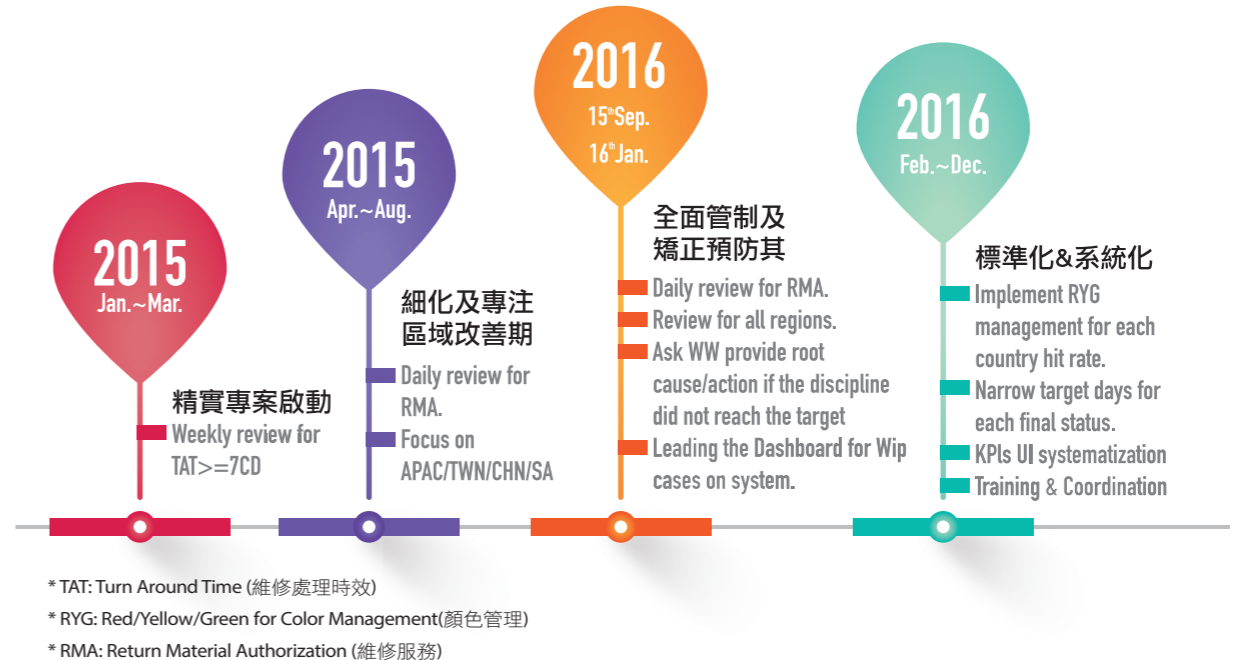 2015
Jan.~Mar.
精實專案啟動
Weekly review for
TAT>=7CD
2015
Apr.~Aug.
細化及專注
區域改善期
Daily review for
RMA.
Focus on
APAC/TWN/CHN/SA
2016
15th Sep.
16th Jan.
全面管制及
矯正預防其
Daily review for RMA.
Review for all regions.
Ask WW provide root
cause/action if the discipline
did not reach the target
Leading the Dashboard for Wip
cases on system.
2016
Feb.~Dec.
標準化&系統化
Implement RYG
management for each
country hit rate.
Narrow target days for
each final status.
KPIs UI systematization
Training & Coordination
* TAT: Turn Around Time (維修處理時效)
* RYG: Red/Yellow/Green for Color Management(顏色管理)
* RMA: Return Material Authorization (維修服務)